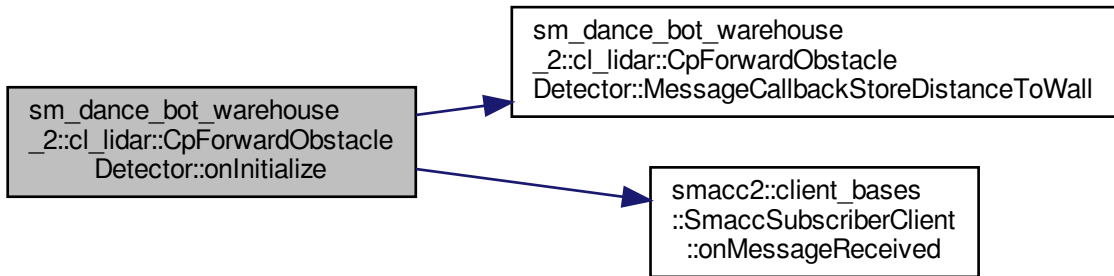 sm_dance_bot_warehouse
_2::cl_lidar::CpForwardObstacle
Detector::onInitialize
sm_dance_bot_warehouse
_2::cl_lidar::CpForwardObstacle
Detector::MessageCallbackStoreDistanceToWall
smacc2::client_bases
::SmaccSubscriberClient
::onMessageReceived